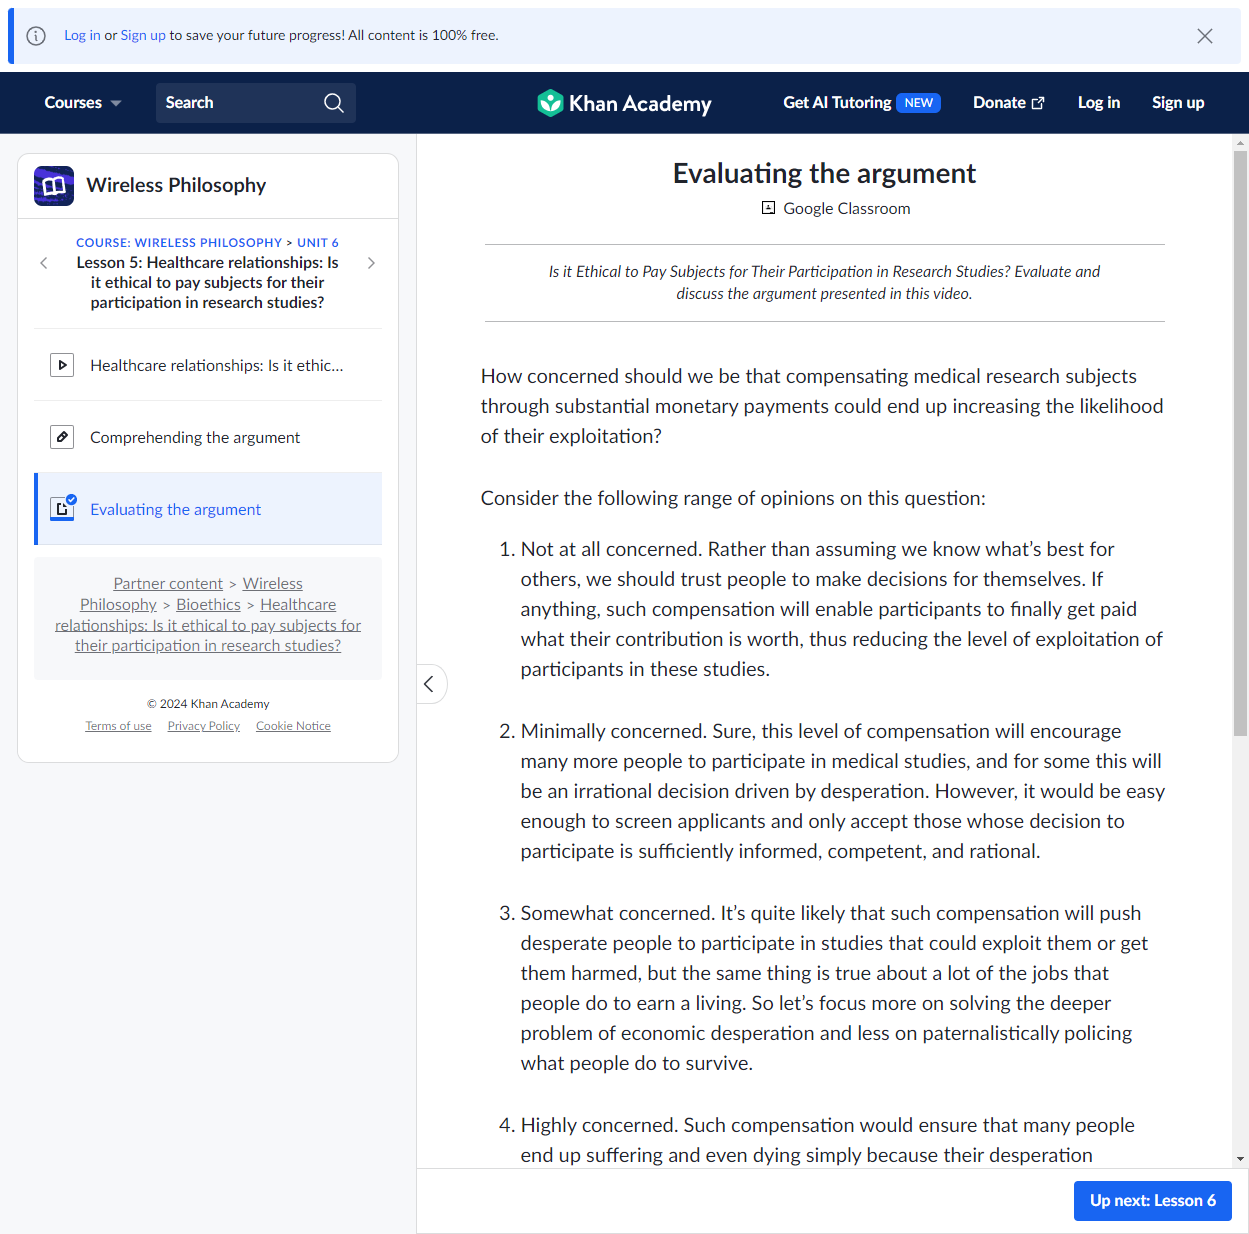 Log in or Sign up to save your future progress! All content is 100% free.
Courses
Search
Khan Academy
Get AI Tutoring NEW
Donate
Log in
Sign up
Wireless Philosophy
COURSE: WIRELESS PHILOSOPHY > UNIT 6
Lesson 5: Healthcare relationships: Is
it ethical to pay subjects for their
participation in research studies?
Healthcare relationships: Is it ethic...
Comprehending the argument
Evaluating the argument
Partner content > Wireless
Philosophy > Bioethics > Healthcare
relationships: Is it ethical to pay subjects for
their participation in research studies?
© 2024 Khan Academy
Terms of use Privacy Policy Cookie Notice
Evaluating the argument
Google Classroom
Is it Ethical to Pay Subjects for Their Participation in Research Studies? Evaluate and
discuss the argument presented in this video.
How concerned should we be that compensating medical research subjects
through substantial monetary payments could end up increasing the likelihood
of their exploitation?
Consider the following range of opinions on this question:
1. Not at all concerned. Rather than assuming we know what’s best for
others, we should trust people to make decisions for themselves. If
anything, such compensation will enable participants to finally get paid
what their contribution is worth, thus reducing the level of exploitation of
participants in these studies.
2. Minimally concerned. Sure, this level of compensation will encourage
many more people to participate in medical studies, and for some this will
be an irrational decision driven by desperation. However, it would be easy
enough to screen applicants and only accept those whose decision to
participate is sufficiently informed, competent, and rational.
3. Somewhat concerned. It’s quite likely that such compensation will push
desperate people to participate in studies that could exploit them or get
them harmed, but the same thing is true about a lot of the jobs that
people do to earn a living. So let’s focus more on solving the deeper
problem of economic desperation and less on paternalistically policing
what people do to survive.
4. Highly concerned. Such compensation would ensure that many people
end up suffering and even dying simply because their desperation
Up next: Lesson 6